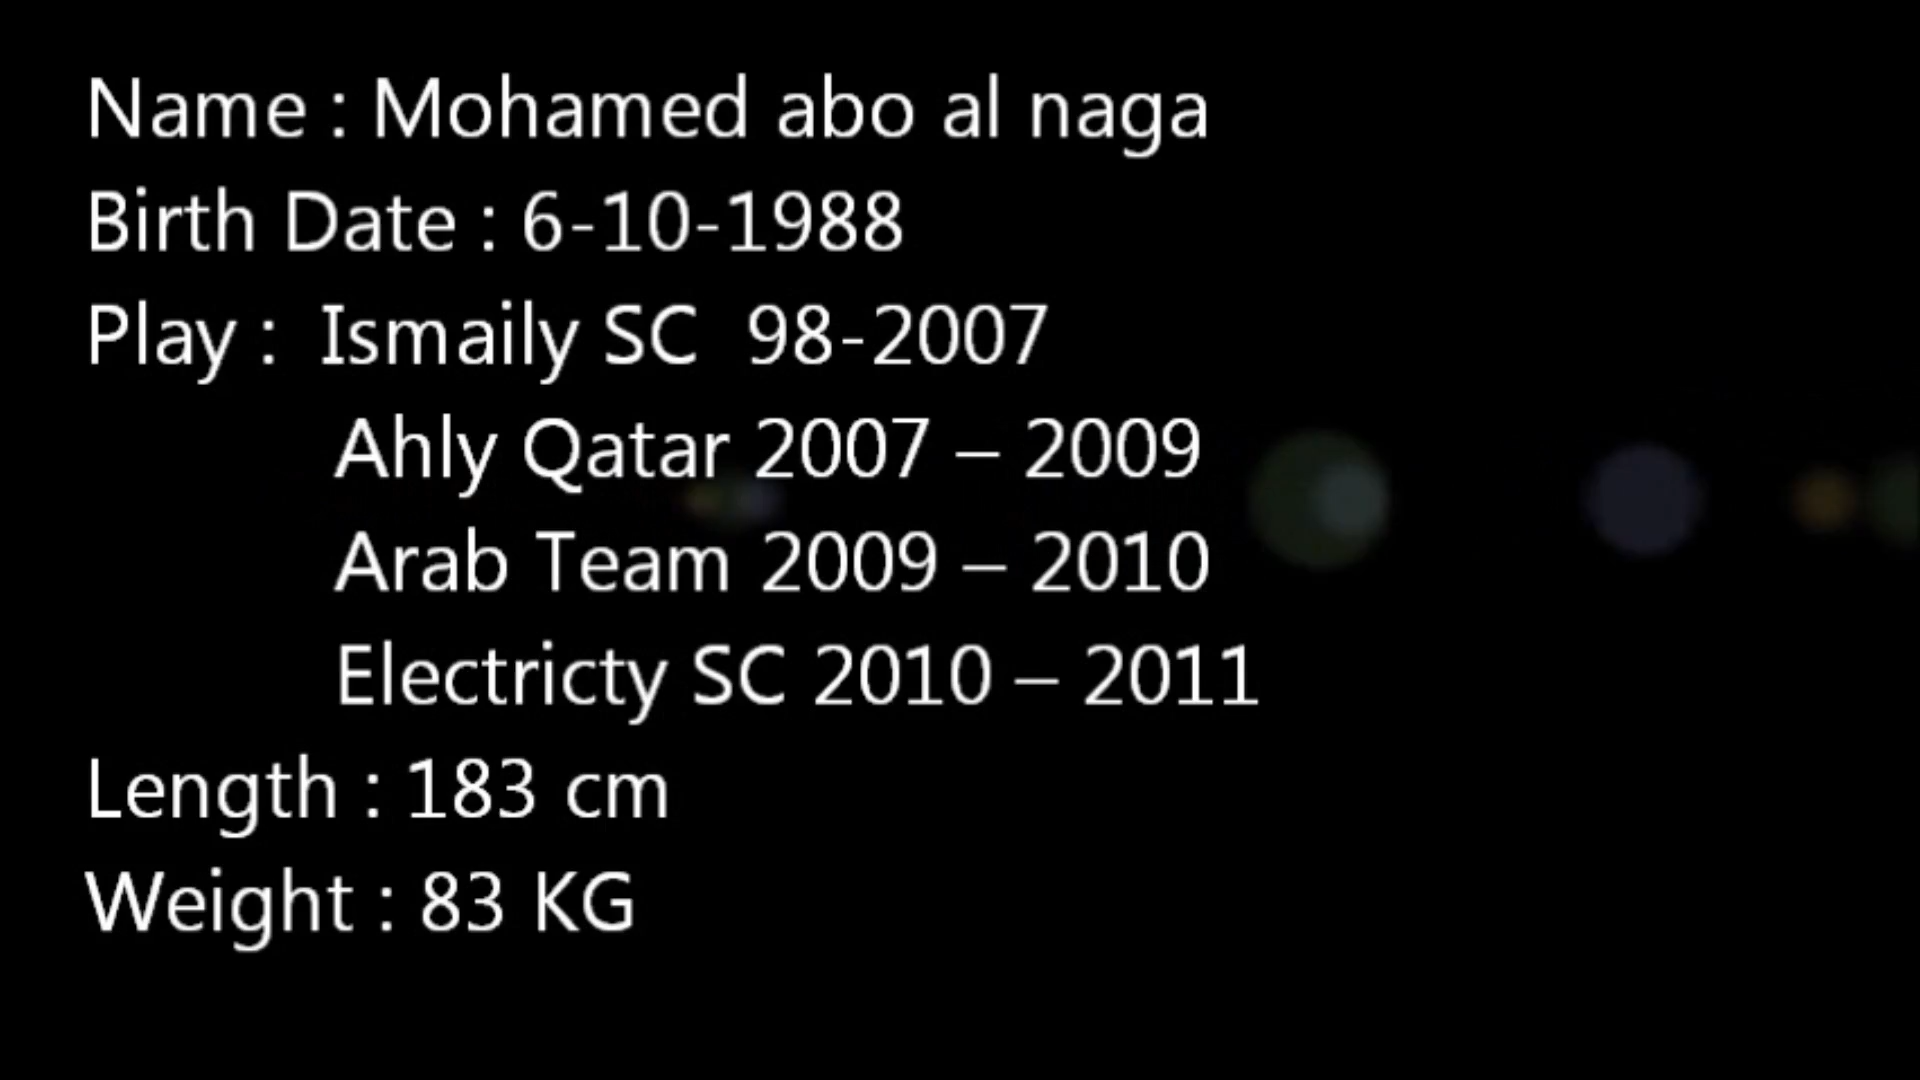 Name : Mohamed abo al naga
Birth Date : 6-10-1988
Play : Ismaily SC 98-2007
Ahly Qatar 2007 – 2009
Arab Team 2009 – 2010
Electricty SC 2010 – 2011
Length : 183 cm
Weight : 83 KG